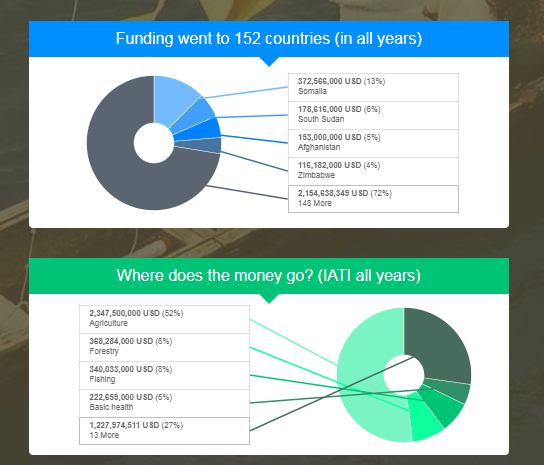 Funding went to 152 countries (in all years)
372,566,000 USD (13%)
Somalia
178,616,000 USD (6%)
South Sudan
153,000,000 USD (5%)
Afghanistan
116,182,000 USD (4%)
Zimbabwe
2,154,638,349 USD (72%)
148 More
Where does the money go? (IATI all years)
2,347,500,000 USD (52%)
Agriculture
368,284,000 USD (8%)
Forestry
340,033,000 USD (8%)
Fishing
222,659,000 USD (5%)
Basic health
1,227,974,511 USD (27%)
13 More